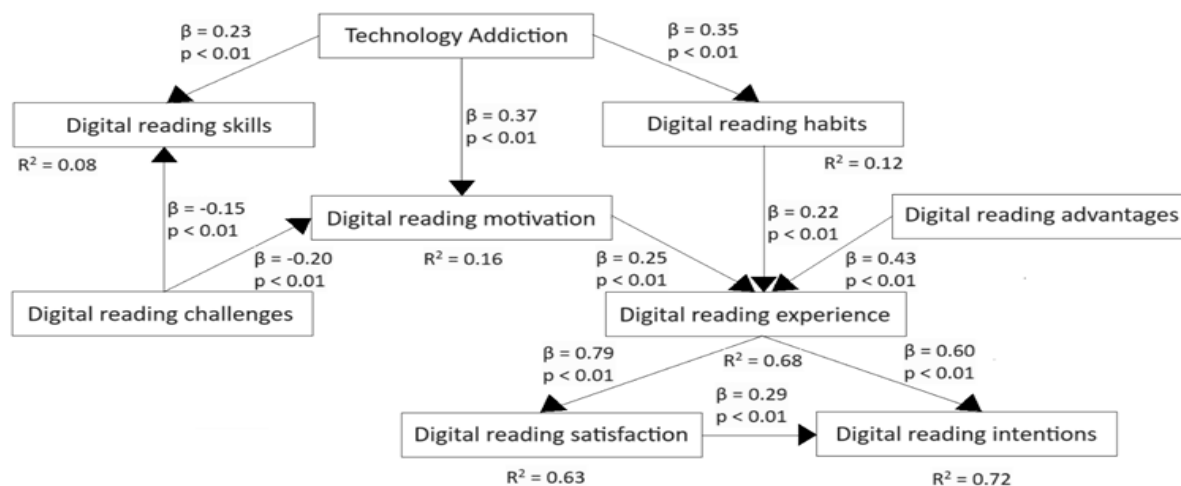 Technology Addiction
β = 0.23
p < 0.01
β = 0.35
p < 0.01
Digital reading skills
R² = 0.08
β = 0.37
p < 0.01
Digital reading habits
R² = 0.12
β = -0.15
p < 0.01
Digital reading motivation
R² = 0.16
β = 0.22
p < 0.01
Digital reading advantages
β = -0.20
p < 0.01
β = 0.25
p < 0.01
β = 0.43
p < 0.01
Digital reading challenges
Digital reading experience
R² = 0.68
β = 0.79
p < 0.01
β = 0.60
p < 0.01
β = 0.29
p < 0.01
Digital reading satisfaction
R² = 0.63
Digital reading intentions
R² = 0.72